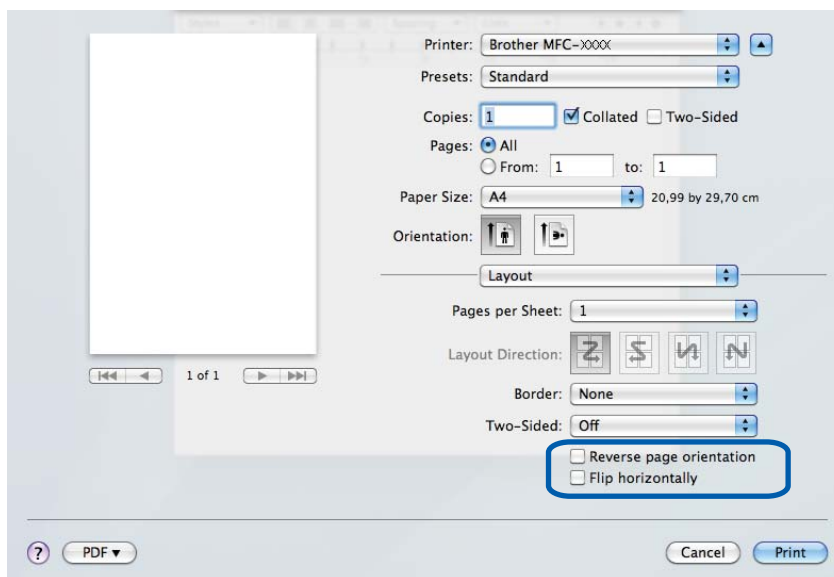 Printer: Brother MFC-XXXX
Presets: Standard
Copies: 1 Collated Two-Sided
Pages: All
From: 1 to: 1
Paper Size: A4 20,99 by 29,70 cm
Orientation:
Layout
Pages per Sheet: 1
Layout Direction:
1 of 1
Border: None
Two-Sided: Off
Reverse page orientation
Flip horizontally
? PDF Cancel Print